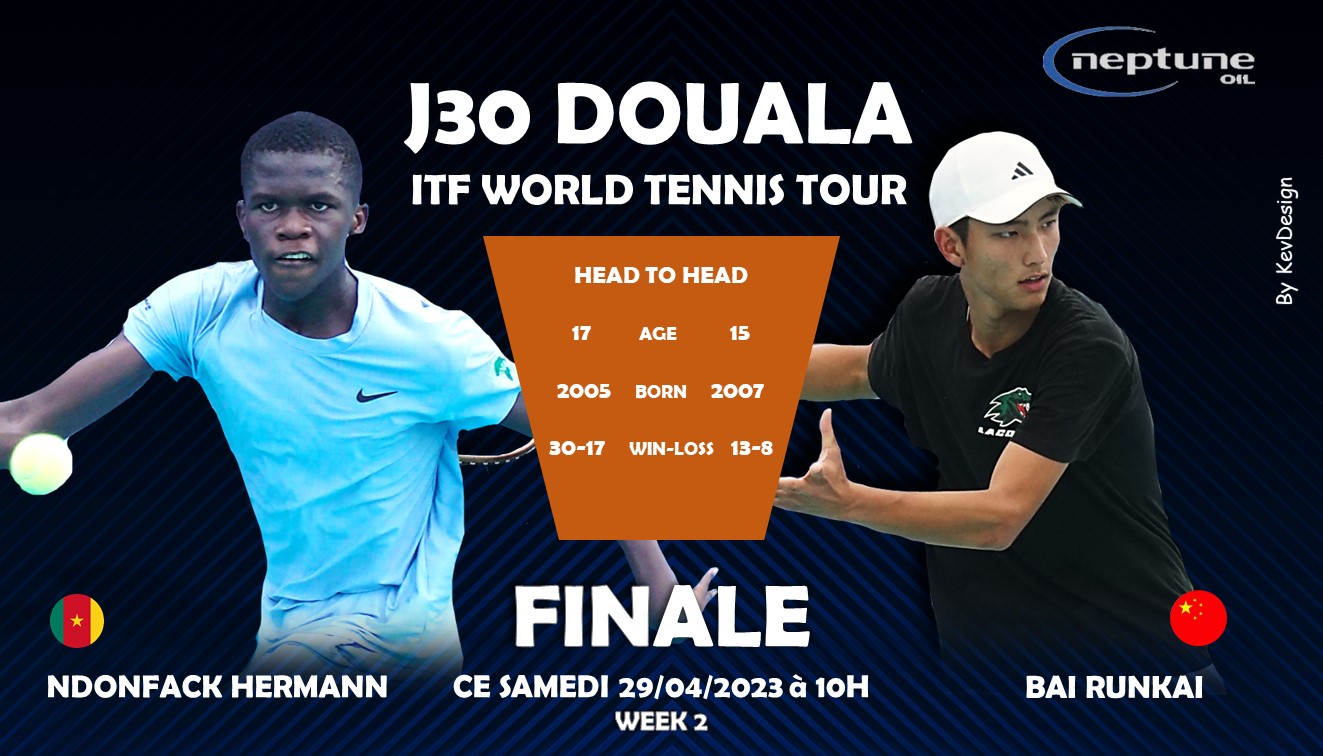 neptune
OIL
J30 DOUALA
ITF WORLD TENNIS TOUR
By KevDesign
HEAD TO HEAD
17 AGE 15
2005 BORN 2007
30-17 WIN-LOSS 13-8
FINALE
NDONFACK HERMANN
CE SAMEDI 29/04/2023 à 10H
BAI RUNKAI
WEEK 2